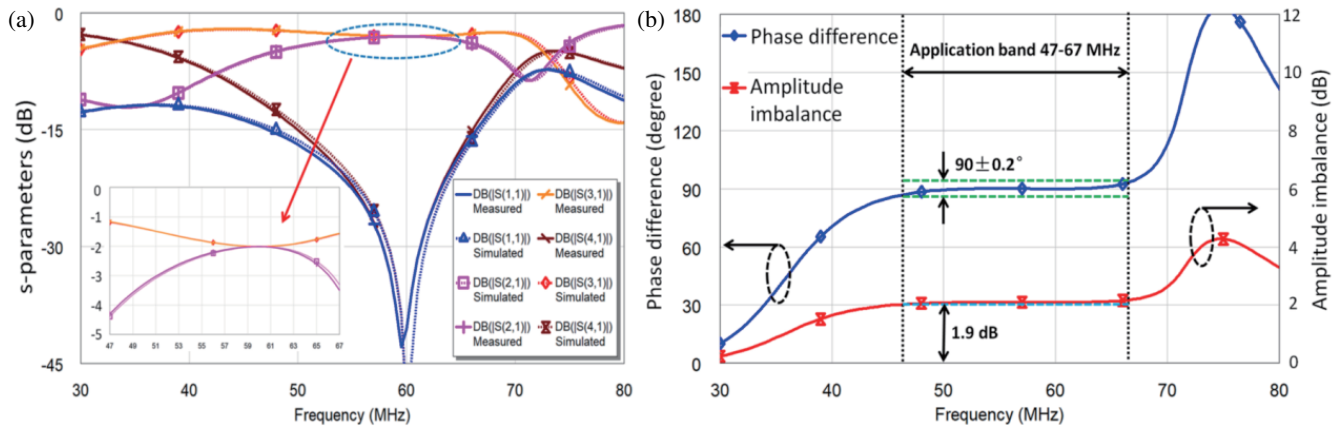 (a)
s-parameters (dB)
-5
-15
-30
-45
30
40
50
60
70
80
Frequency (MHz)
0
-1
-2
-3
-4
-5
47
49
51
53
55
57
59
60
61
63
65
67
DB(|S(1,1)|) Measured
DB(|S(3,1)|) Measured
DB(|S(1,1)|) Simulated
DB(|S(4,1)|) Measured
DB(|S(2,1)|) Simulated
DB(|S(3,1)|) Simulated
DB(|S(2,1)|) Measured
DB(|S(4,1)|) Simulated
(b)
Phase difference (degree)
180
150
120
90
60
30
0
Phase difference
Amplitude imbalance
Application band 47-67 MHz
90±0.2°
1.9 dB
12
10
8
6
4
2
0
Amplitude imbalance (dB)
30
40
50
60
70
80
Frequency (MHz)